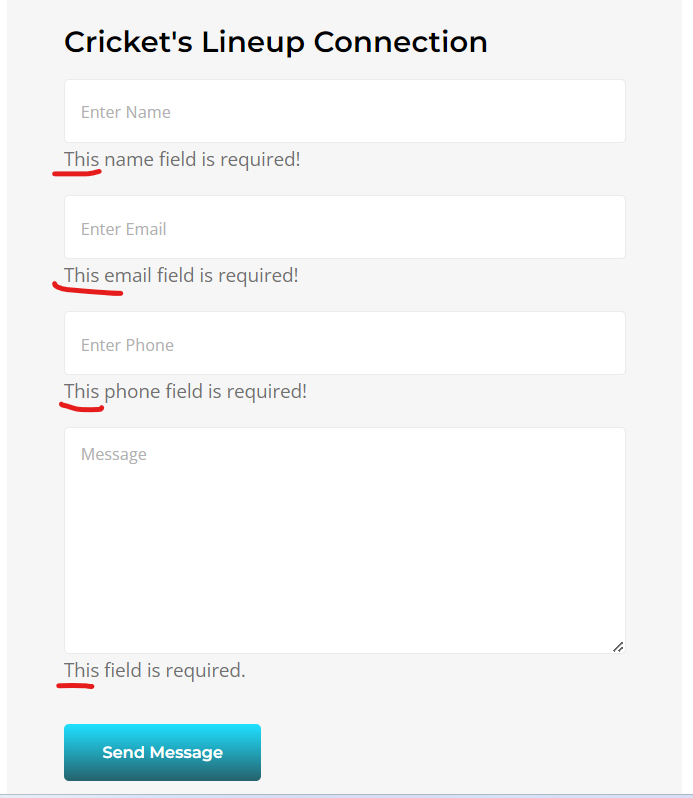 Cricket's Lineup Connection
Enter Name
This name field is required!
Enter Email
This email field is required!
Enter Phone
This phone field is required!
Message
This field is required.
Send Message